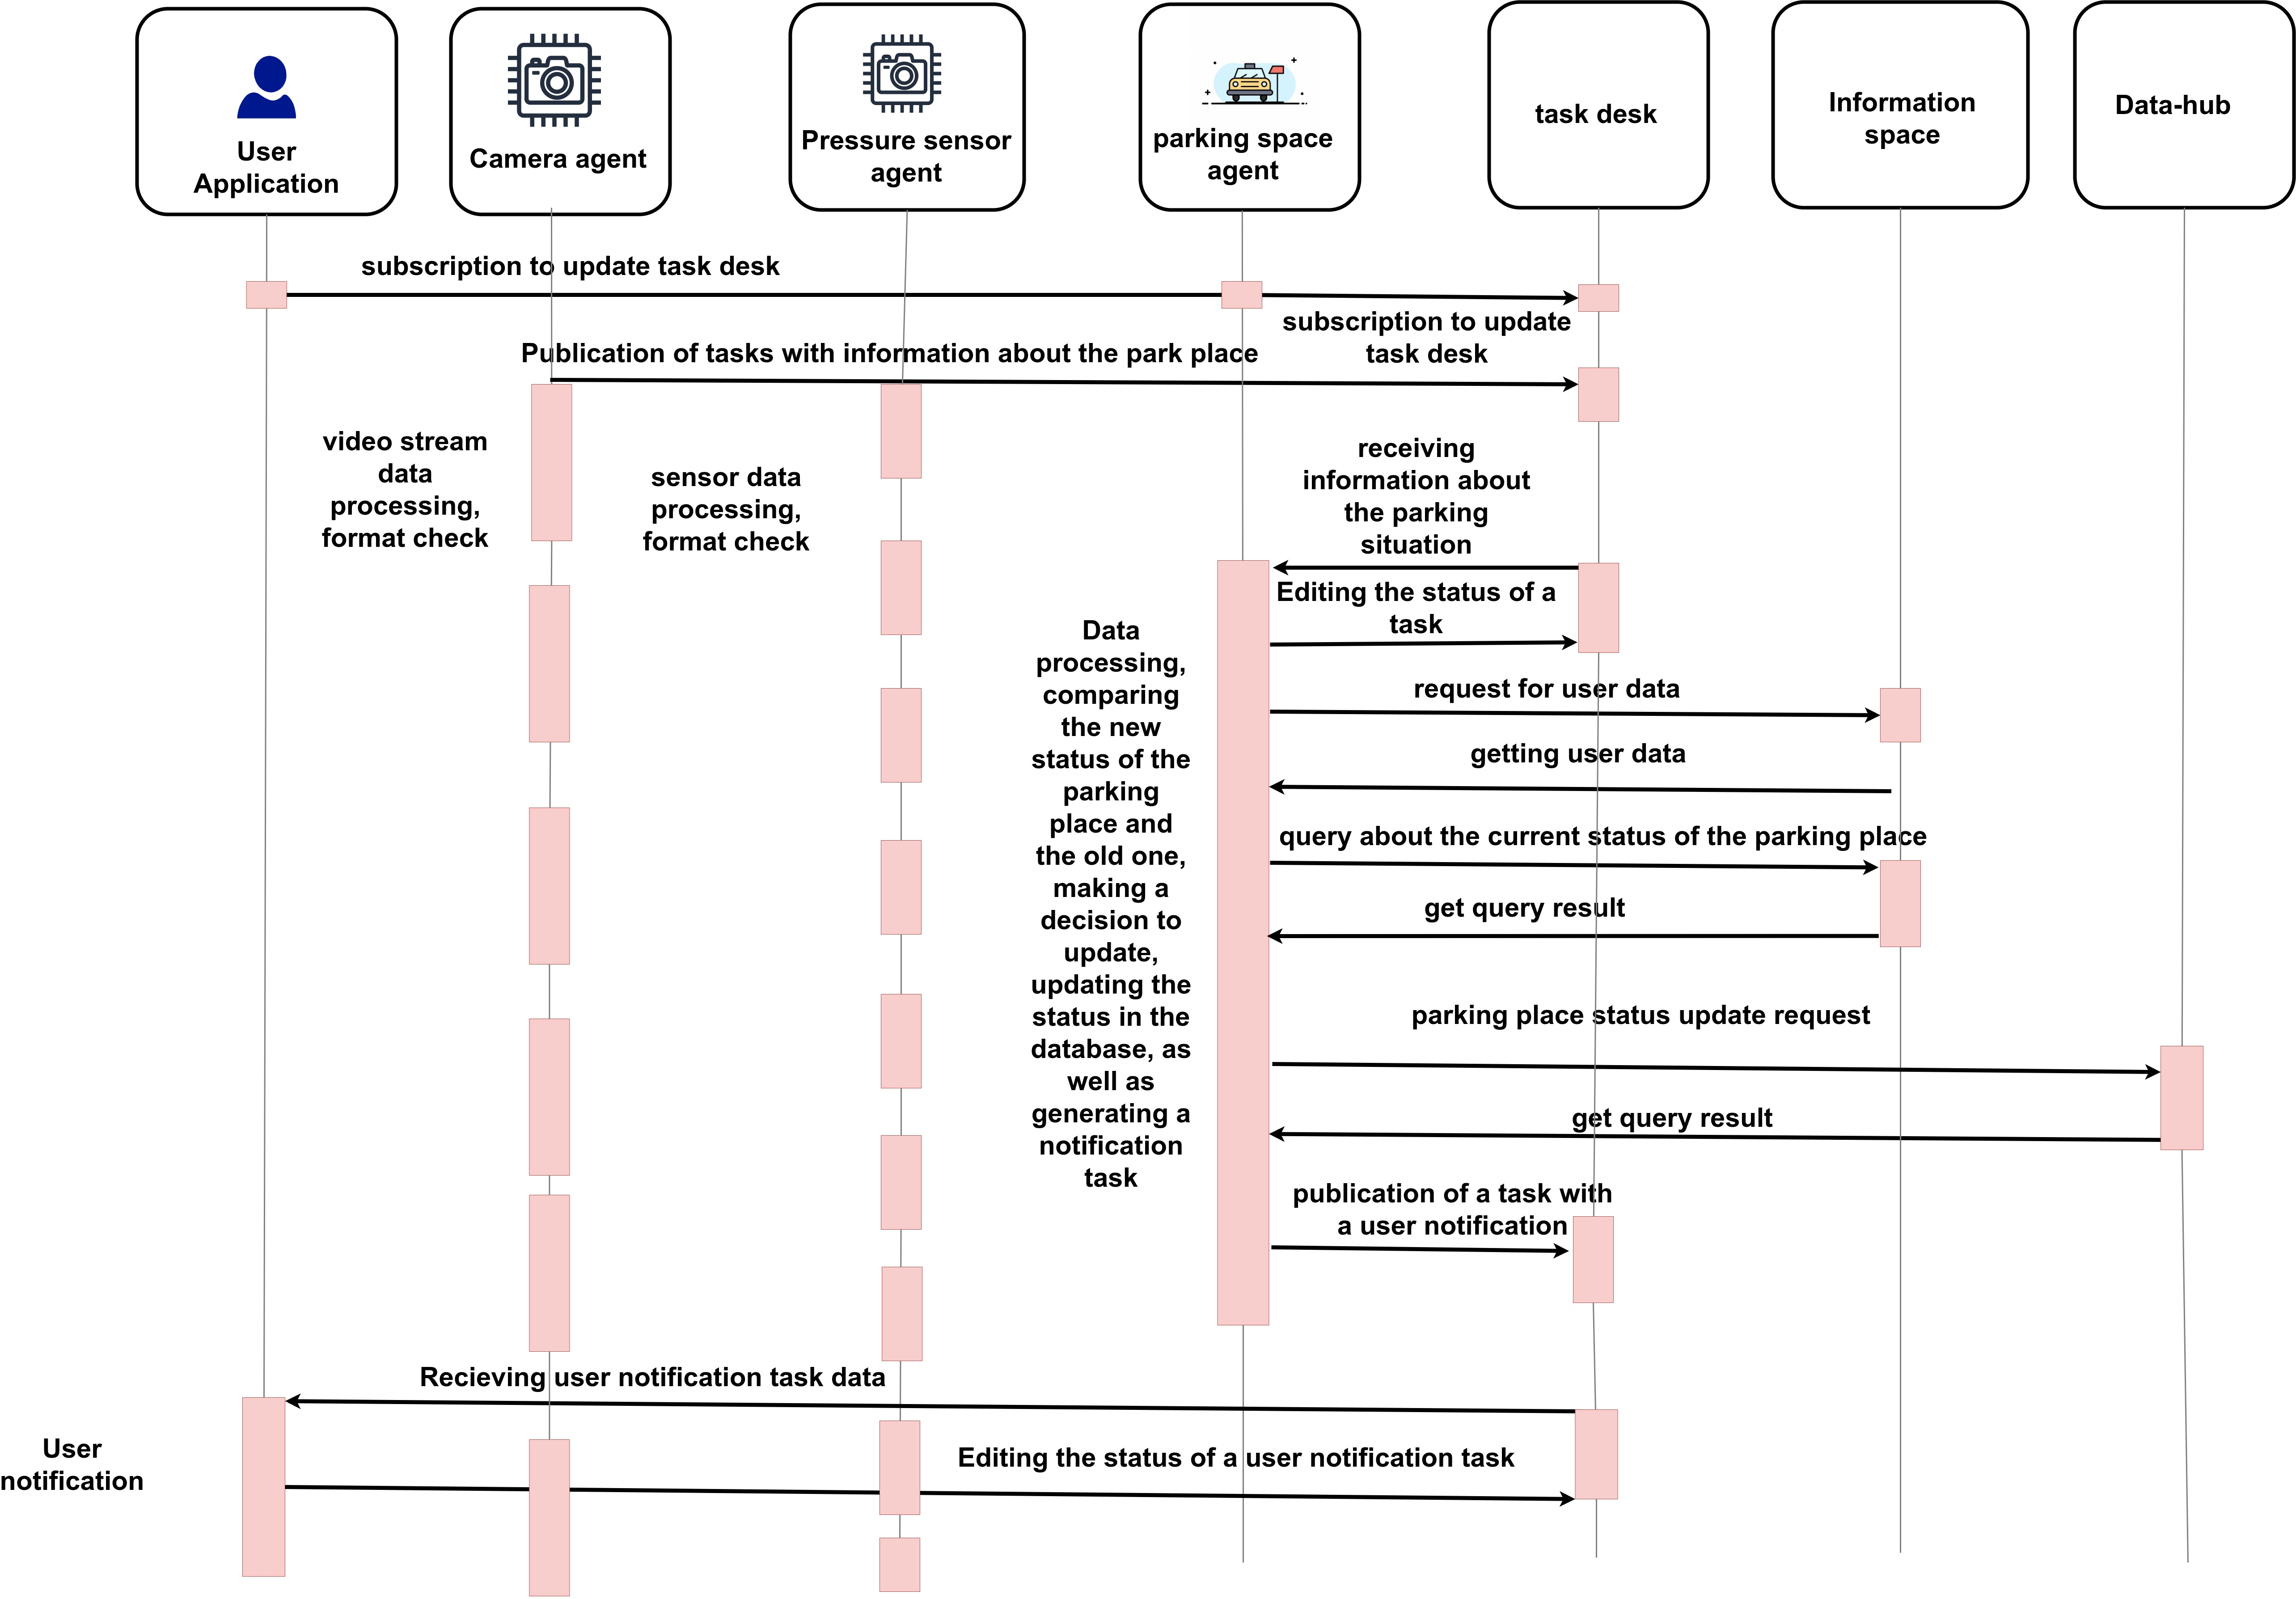 User
Application
Camera agent
Pressure sensor
agent
parking space
agent
task desk
Information
space
Data-hub
subscription to update task desk
subscription to update
task desk
Publication of tasks with information about the park place
video stream
data
processing,
format check
sensor data
processing,
format check
receiving
information about
the parking
situation
Editing the status of a
task
Data
processing,
comparing
the new
status of the
parking
place and
the old one,
making a
decision to
update,
updating the
status in the
database, as
well as
generating a
notification
task
request for user data
getting user data
query about the current status of the parking place
get query result
parking place status update request
get query result
publication of a task with
a user notification
Recieving user notification task data
User
notification
Editing the status of a user notification task